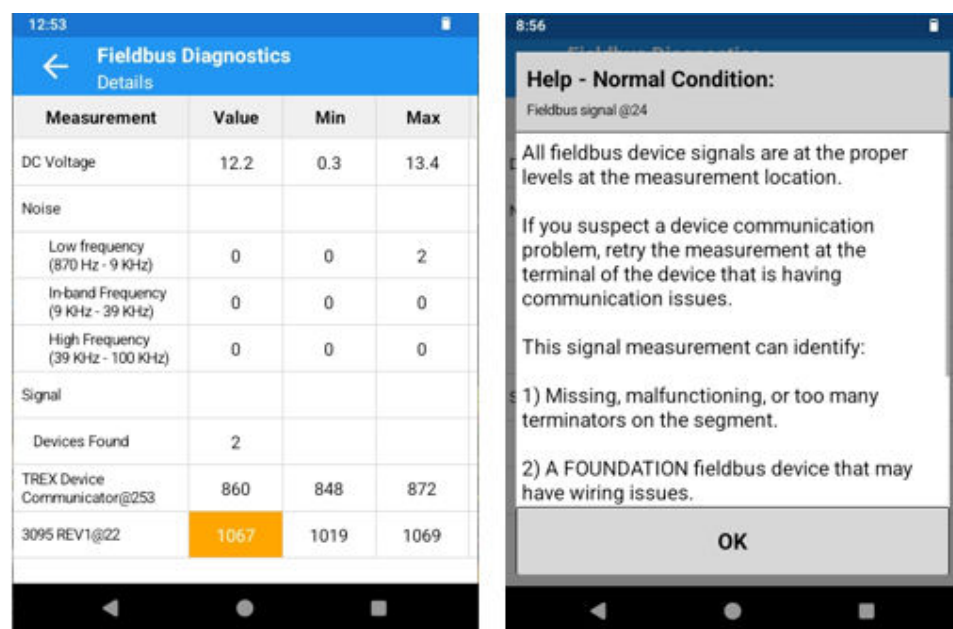 12:53
Fieldbus Diagnostics
Details
Measurement Value Min Max
DC Voltage 12.2 0.3 13.4
Noise
Low frequency
(870 Hz - 9 KHz) 0 0 2
In-band Frequency
(9 KHz - 39 KHz) 0 0 0
High Frequency
(39 KHz - 100 KHz) 0 0 0
Signal
Devices Found 2
TREX Device
Communicator@253 860 848 872
3095 REV1@22 1067 1019 1069
8:56
Help - Normal Condition:
Fieldbus signal @24
All fieldbus device signals are at the proper
levels at the measurement location.
If you suspect a device communication
problem, retry the measurement at the
terminal of the device that is having
communication issues.
This signal measurement can identify:
1) Missing, malfunctioning, or too many
terminators on the segment.
2) A FOUNDATION fieldbus device that may
have wiring issues.
OK